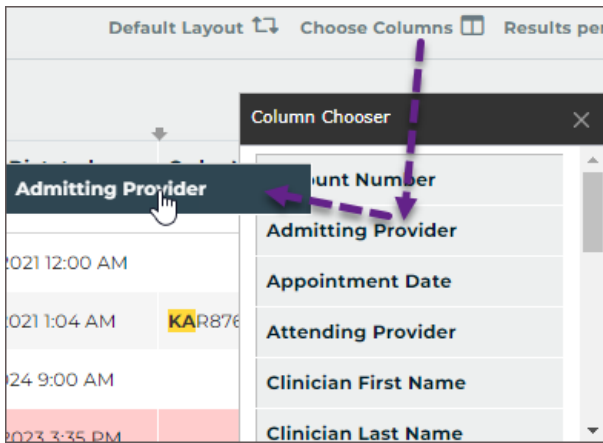 Default Layout Choose Columns Results per
Column Chooser
Admitting Provider
ount Number
Admitting Provider
2021 12:00 AM
Appointment Date
2021 1:04 AM KAR876
Attending Provider
024 9:00 AM
Clinician First Name
2023 3:35 PM
Clinician Last Name